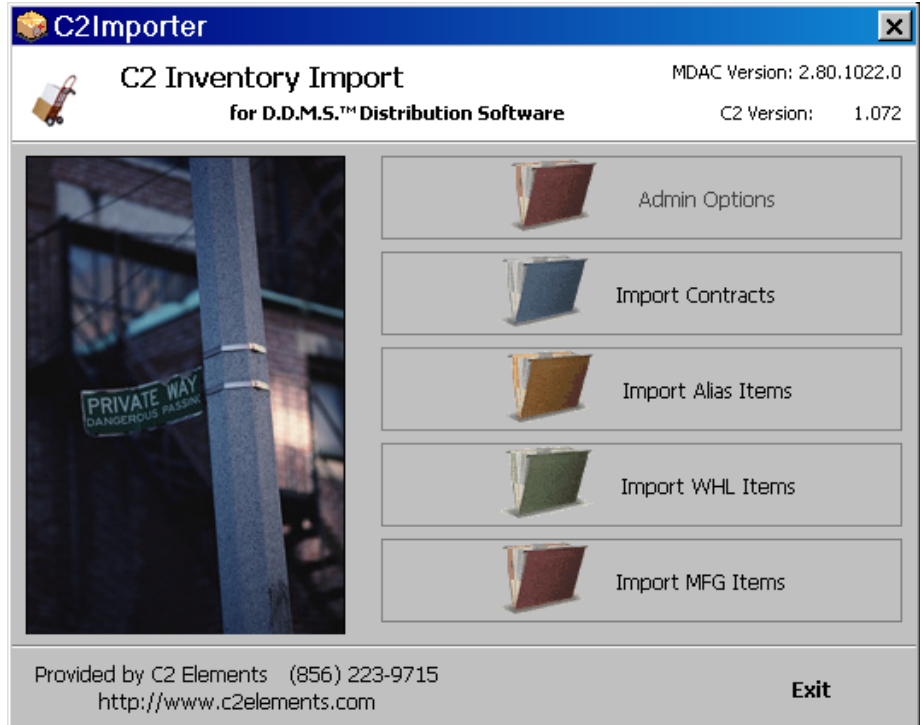 C2Importer
C2 Inventory Import
for D.D.M.S.™ Distribution Software
MDAC Version: 2.80.1022.0
C2 Version: 1.072
PRIVATE WAY
DANGEROUS PASSING
Admin Options
Import Contracts
Import Alias Items
Import WHL Items
Import MFG Items
Provided by C2 Elements (856) 223-9715
http://www.c2elements.com
Exit